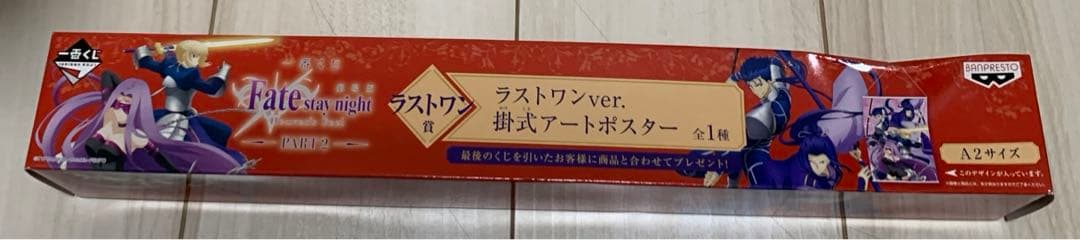 一番くじ
一番くじ
劇場版
Fate
stay night
Heaven's Feel
PART 2
ラストワン
賞
ラストワンver.
掛式アートポスター 全1種
最後のくじを引いたお客様に商品と合わせてプレゼント!
BANPRESTO
A2サイズ
このデザインが入っています。